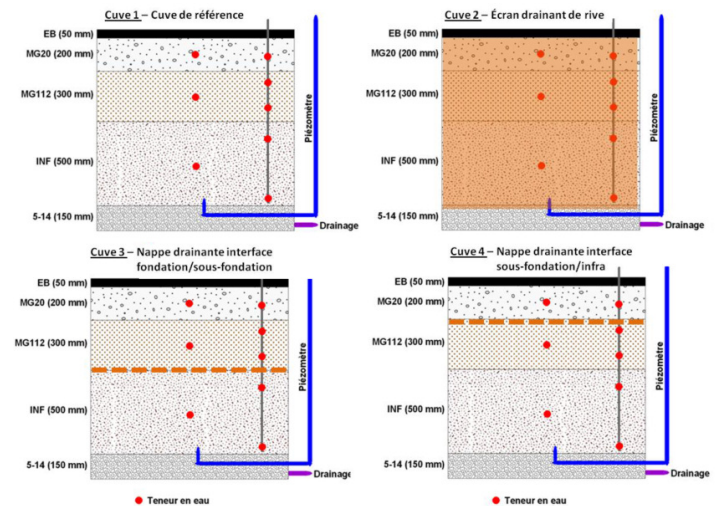 Cuve 1 – Cuve de référence
EB (50 mm)
MG20 (200 mm)
MG112 (300 mm)
INF (500 mm)
5-14 (150 mm)
Piézomètre
Drainage
Cuve 2 – Écran drainant de rive
EB (50 mm)
MG20 (200 mm)
MG112 (300 mm)
INF (500 mm)
5-14 (150 mm)
Piézomètre
Drainage
Cuve 3 – Nappe drainante interface
fondation/sous-fondation
EB (50 mm)
MG20 (200 mm)
MG112 (300 mm)
INF (500 mm)
5-14 (150 mm)
Piézomètre
Drainage
Teneur en eau
Cuve 4 – Nappe drainante interface
sous-fondation/infra
EB (50 mm)
MG20 (200 mm)
MG112 (300 mm)
INF (500 mm)
5-14 (150 mm)
Piézomètre
Drainage
Teneur en eau